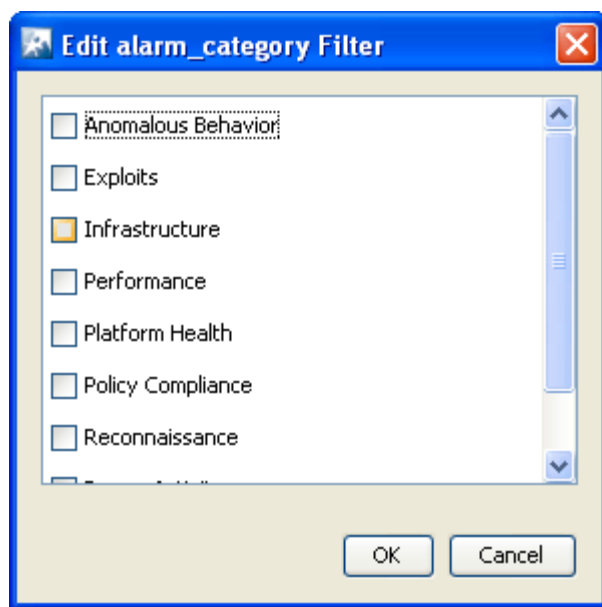 Edit alarm_category Filter
Anomalous Behavior
Exploits
Infrastructure
Performance
Platform Health
Policy Compliance
Reconnaissance
OK
Cancel